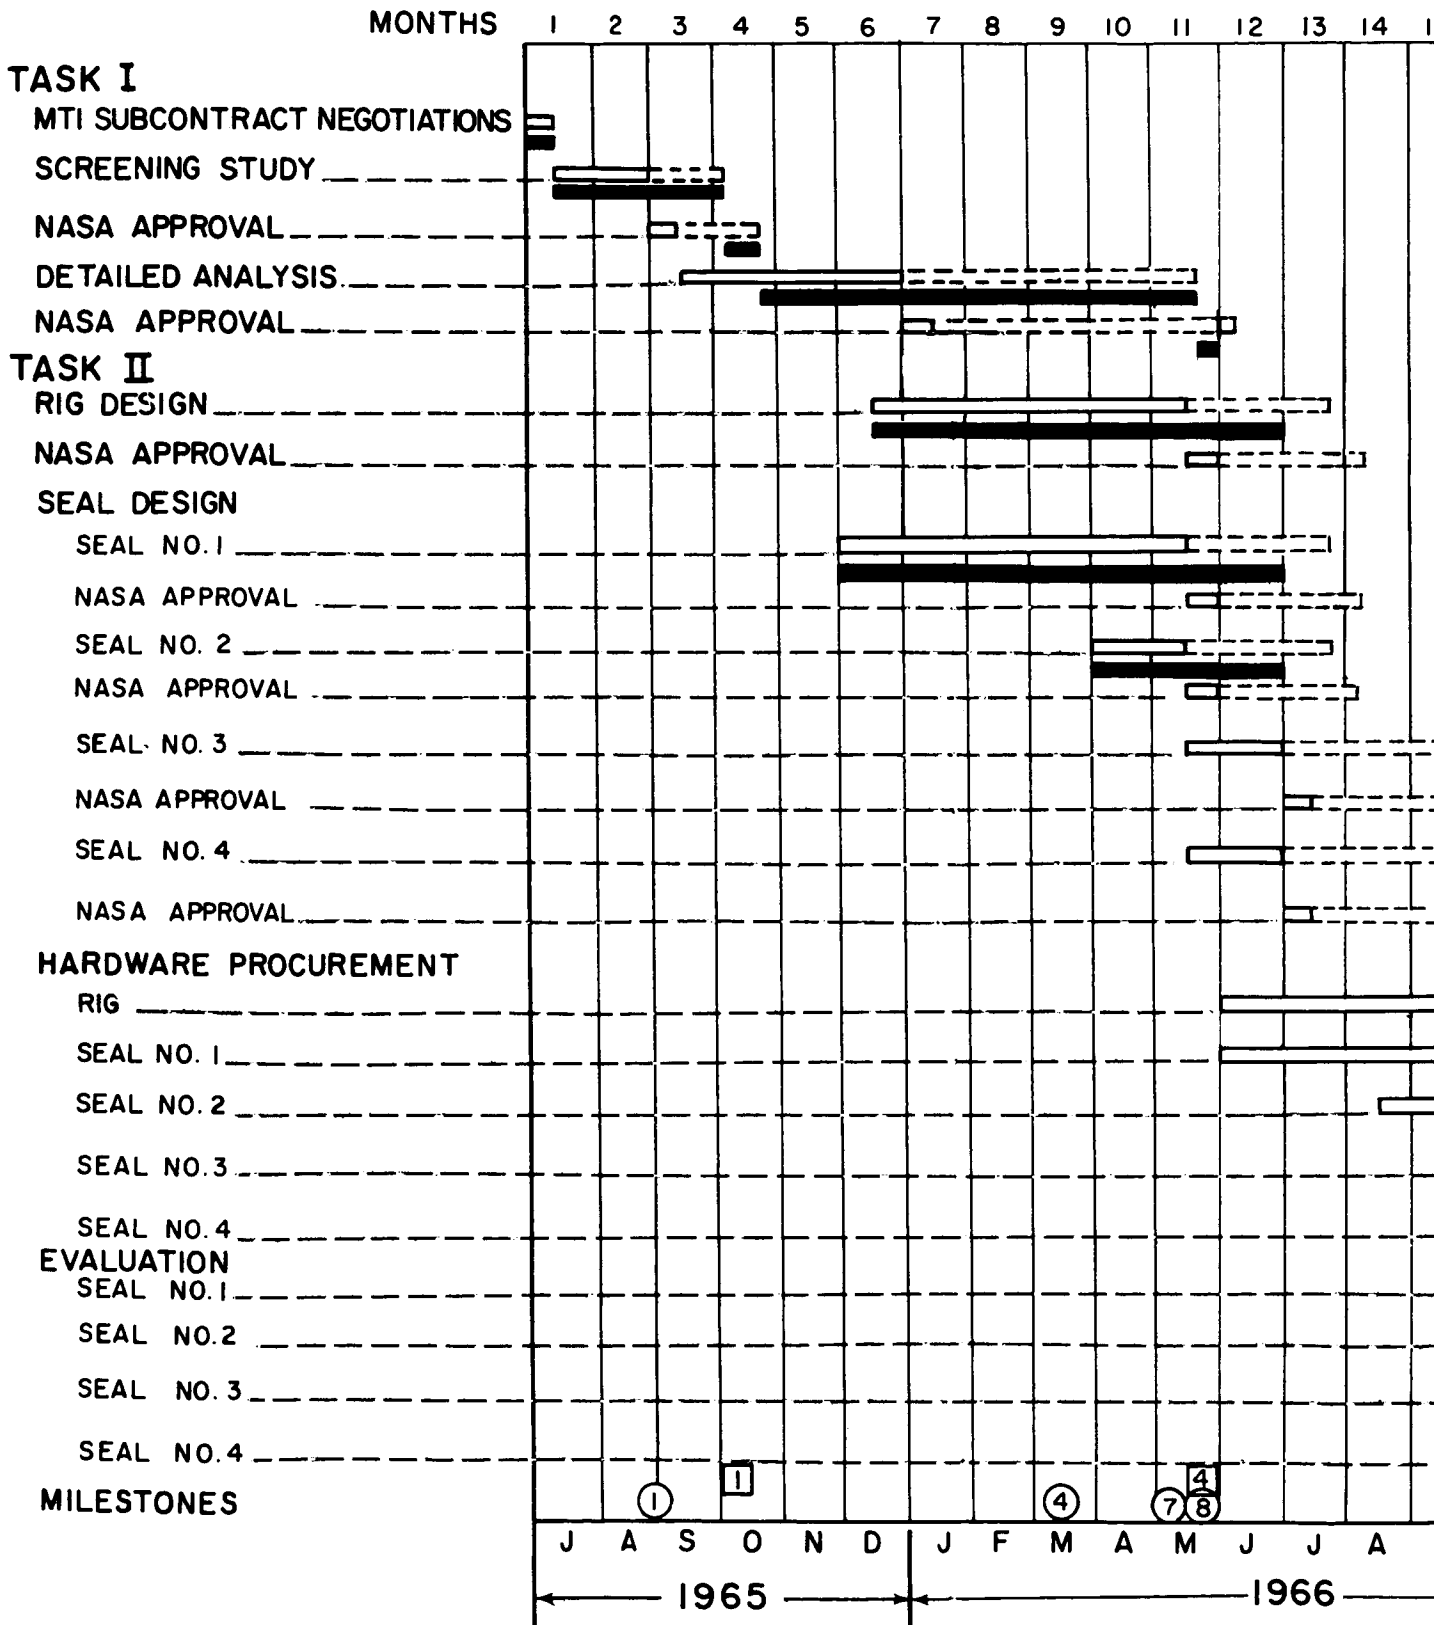 MONTHS 1 2 3 4 5 6 7 8 9 10 11 12 13 14
TASK I
MTI SUBCONTRACT NEGOTIATIONS
SCREENING STUDY
NASA APPROVAL
DETAILED ANALYSIS
NASA APPROVAL
TASK II
RIG DESIGN
NASA APPROVAL
SEAL DESIGN
SEAL NO. 1
NASA APPROVAL
SEAL NO. 2
NASA APPROVAL
SEAL NO. 3
NASA APPROVAL
SEAL NO. 4
NASA APPROVAL
HARDWARE PROCUREMENT
RIG
SEAL NO. 1
SEAL NO. 2
SEAL NO. 3
SEAL NO. 4
EVALUATION
SEAL NO. 1
SEAL NO. 2
SEAL NO. 3
SEAL NO. 4
1 4
MILESTONES 1 4 7 8
J A S O N D J F M A M J J A
1965 1966